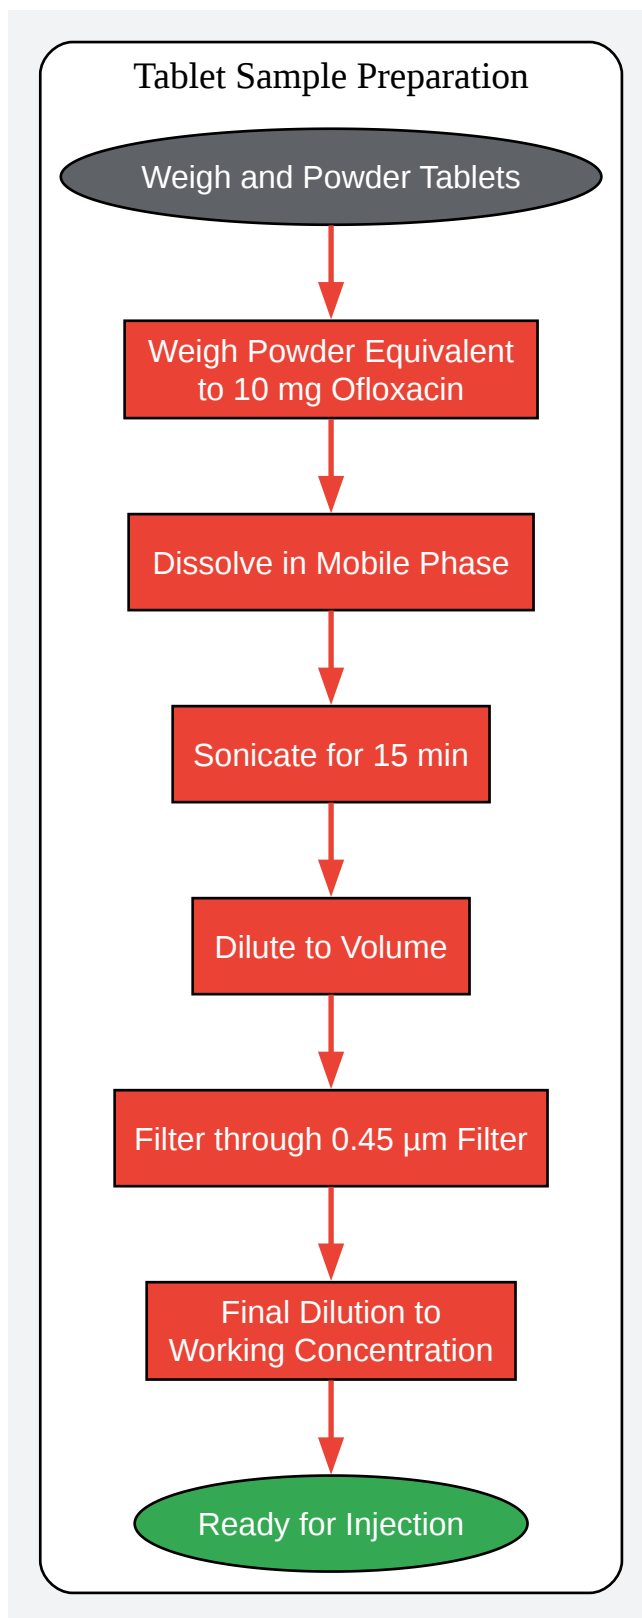 Tablet Sample Preparation
Weigh and Powder Tablets
Weigh Powder Equivalent
to 10 mg Ofloxacin
Dissolve in Mobile Phase
Sonicate for 15 min
Dilute to Volume
Filter through 0.45 µm Filter
Final Dilution to
Working Concentration
Ready for Injection